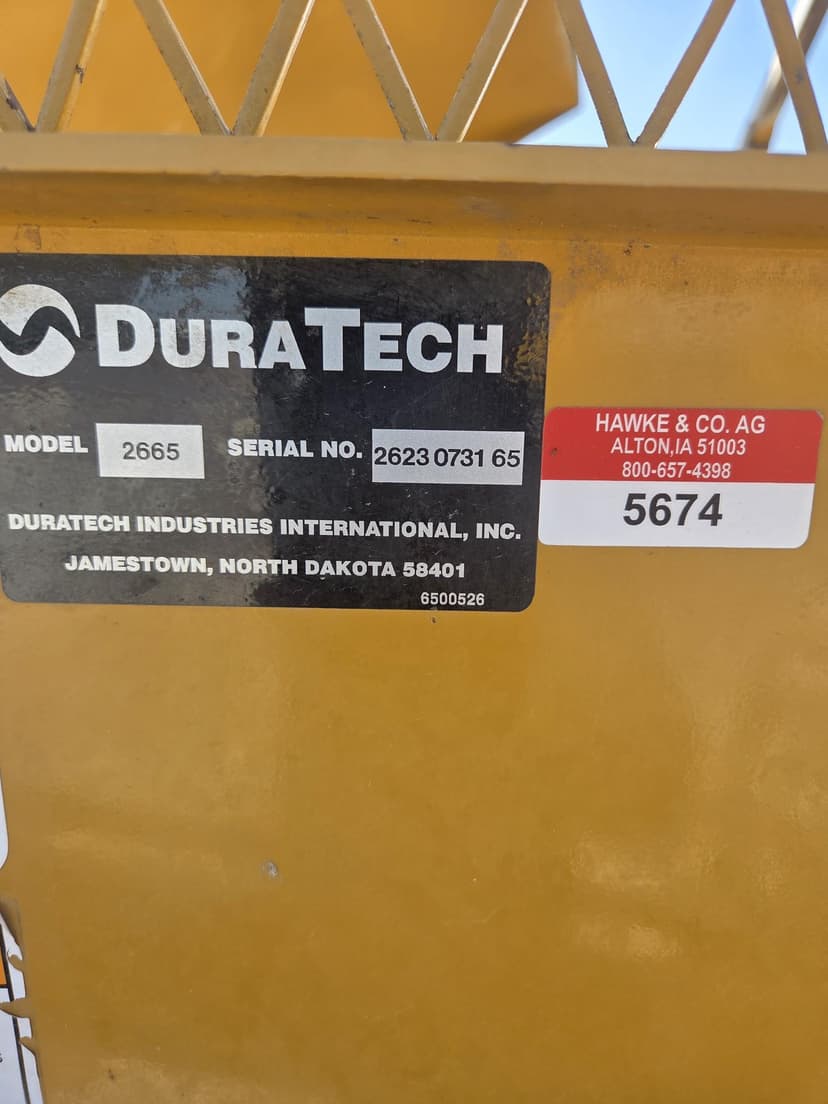 DURATECH
MODEL 2665 SERIAL NO. 2623 0731 65
DURATECH INDUSTRIES INTERNATIONAL, INC.
JAMESTOWN, NORTH DAKOTA 58401
6500526
HAWKE & CO. AG
ALTON,IA 51003
800-657-4398
5674